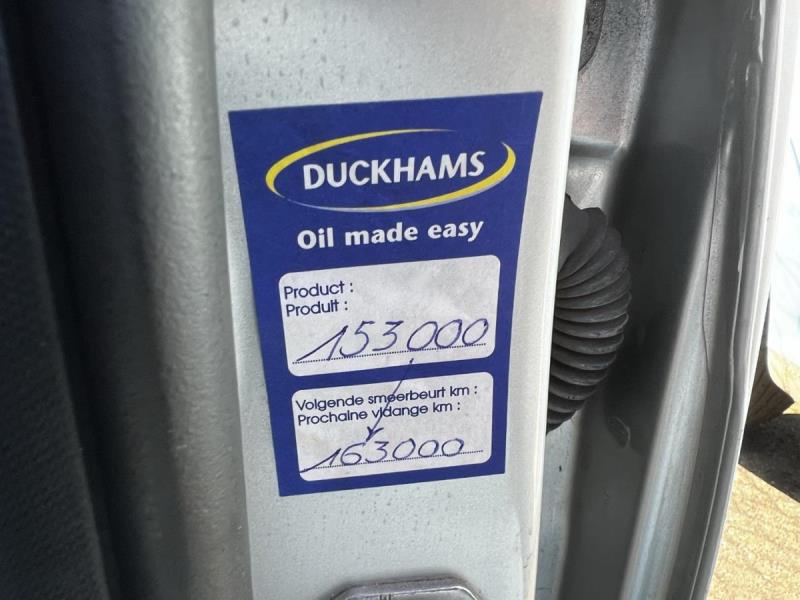 DUCKHAMS
Oil made easy
Product :
Produit :
153000
Volgende smeerbeurt km :
Prochaine vidange km :
163000